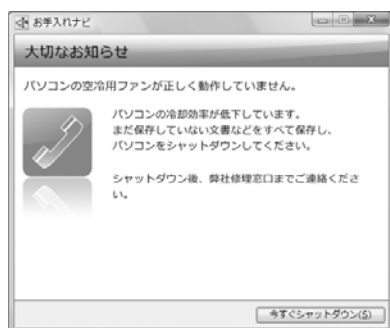 お手入れナビ
大切なお知らせ
パソコンの空冷用ファンが正しく動作していません。
パソコンの冷却効率が低下しています。
まだ保存していない文書などをすべて保存し、
パソコンをシャットダウンしてください。
シャットダウン後、弊社修理窓口までご連絡くださ
い。
今すぐシャットダウン(S)